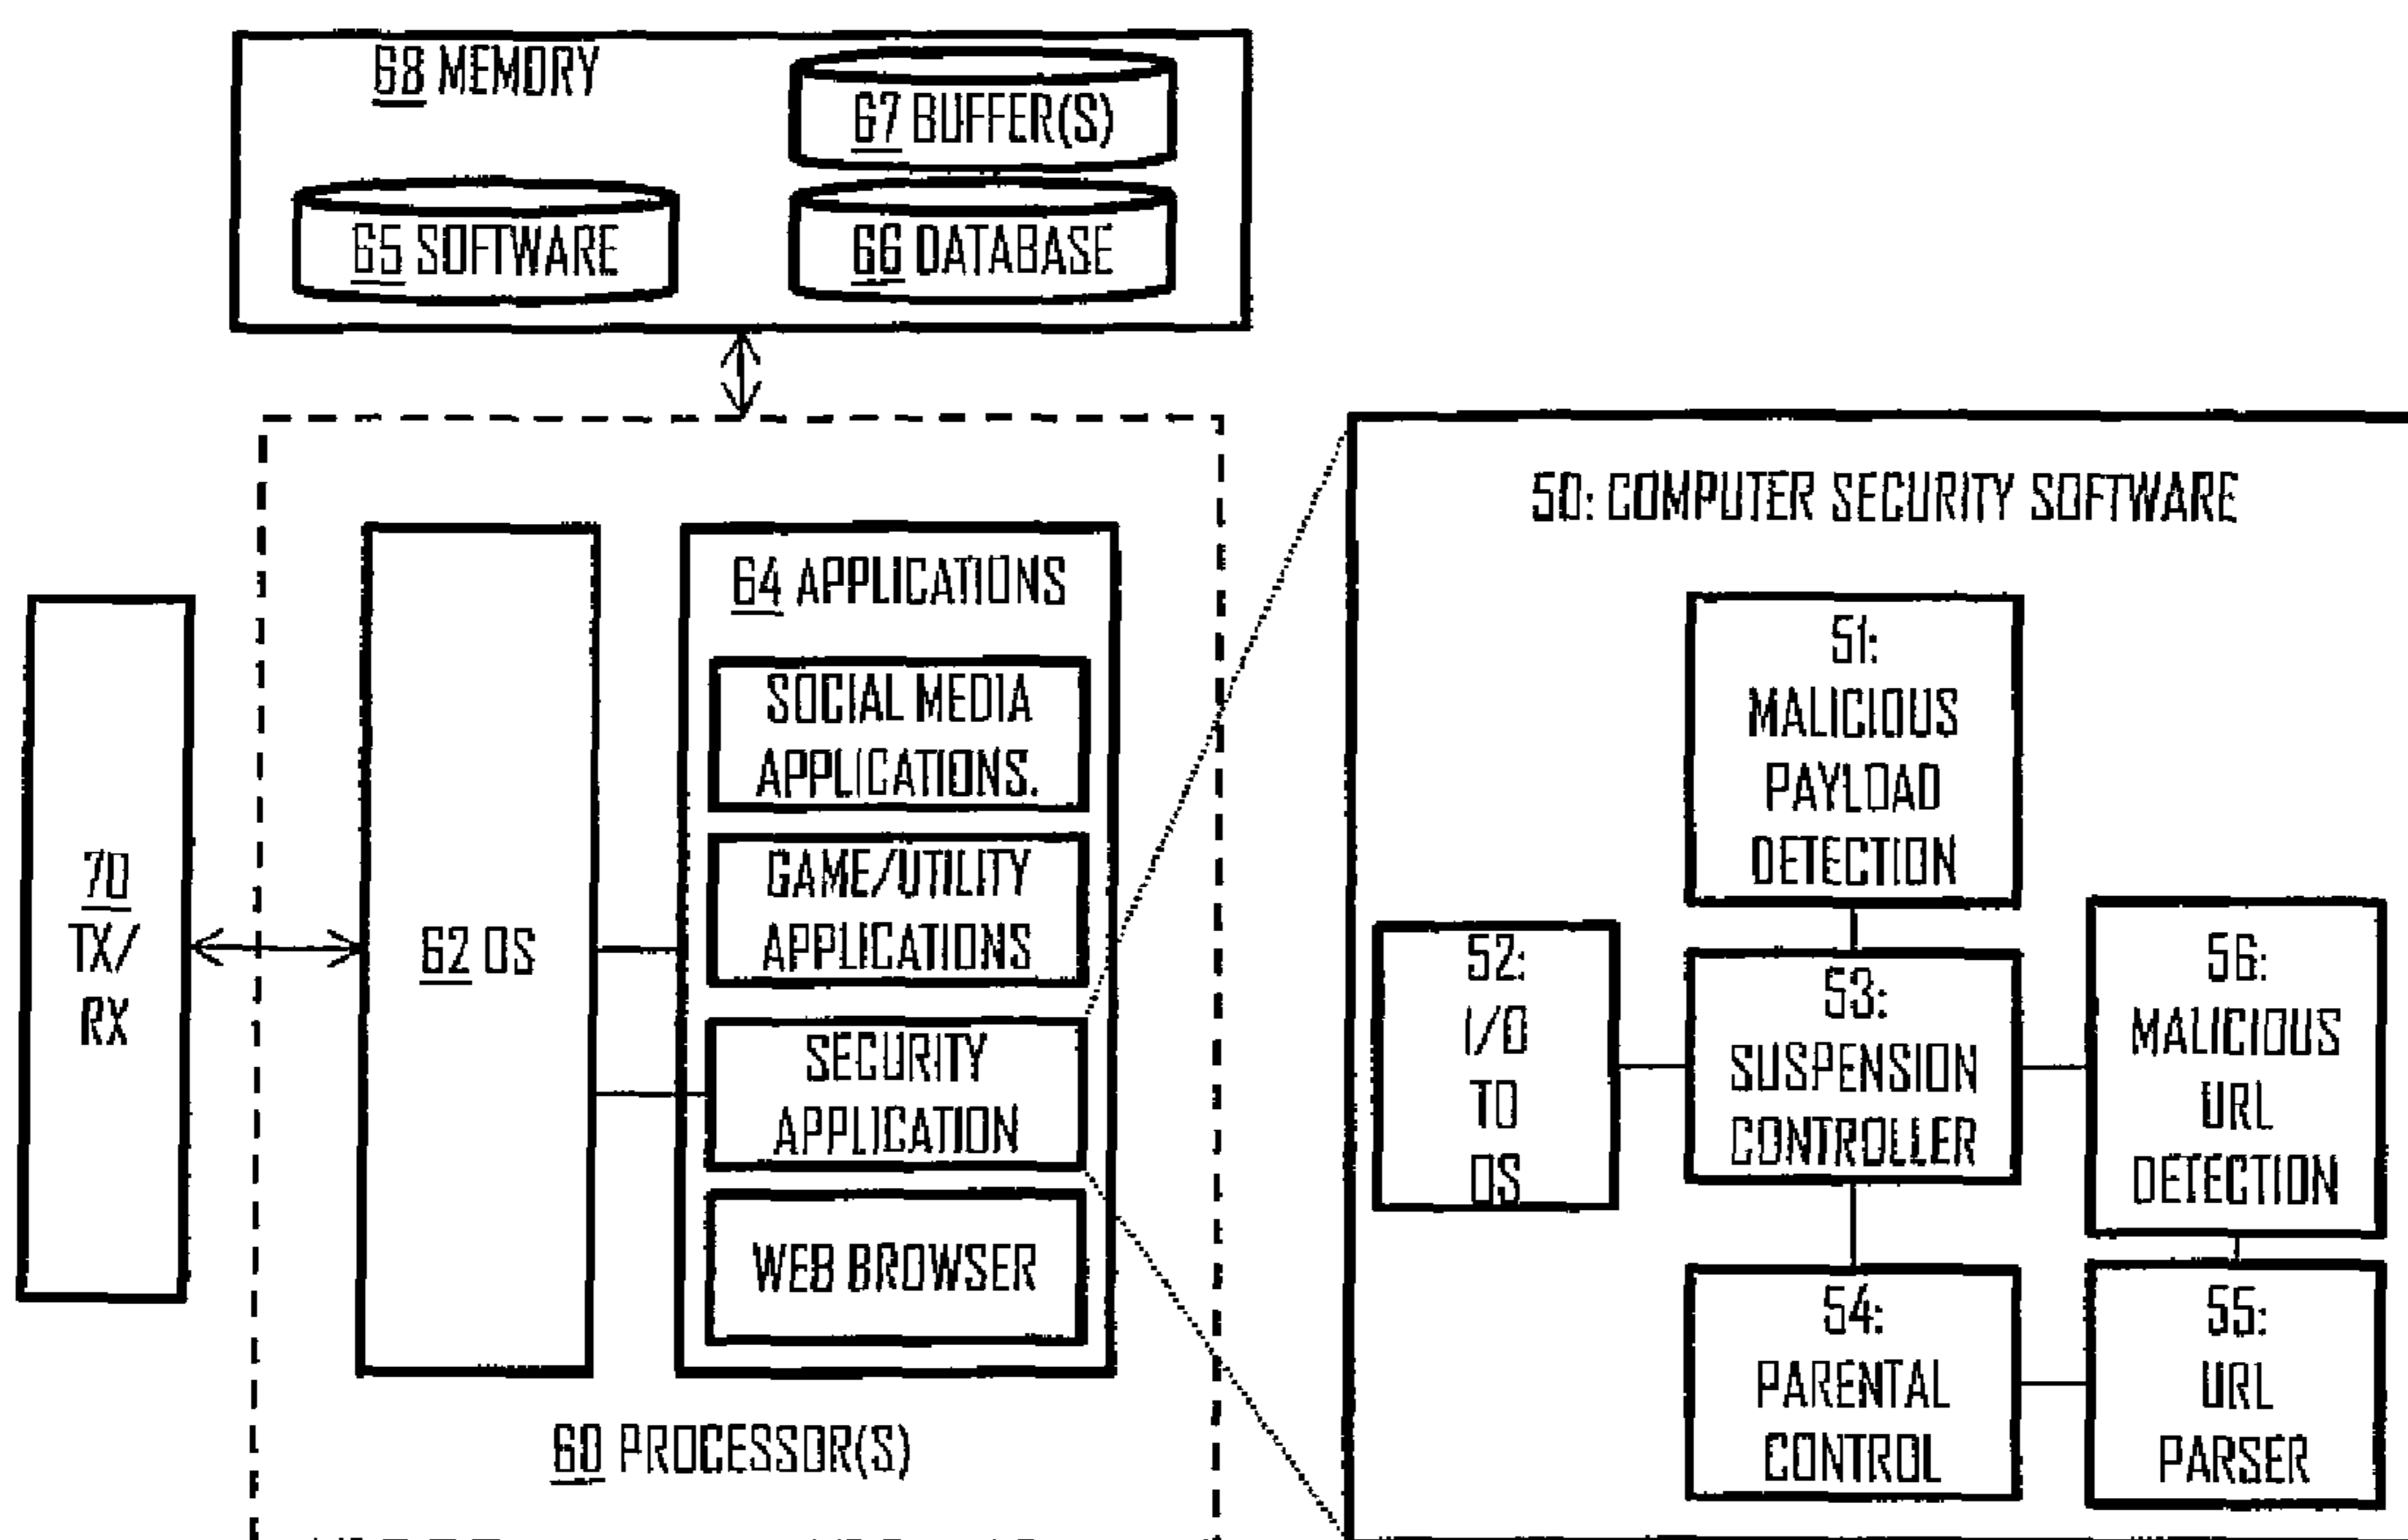 68 MEMORY
67 BUFFER(S)
65 SOFTWARE
66 DATABASE
70
TX/
RX
62 OS
64 APPLICATIONS
SOCIAL MEDIA
APPLICATIONS.
GAME/UTILITY
APPLICATIONS
SECURITY
APPLICATION
WEB BROWSER
60 PROCESSOR(S)
50: COMPUTER SECURITY SOFTWARE
51:
MALICIOUS
PAYLOAD
DETECTION
52:
I/O
TO
OS
53:
SUSPENSION
CONTROLLER
56:
MALICIOUS
URL
DETECTION
54:
PARENTAL
CONTROL
55:
URL
PARSER